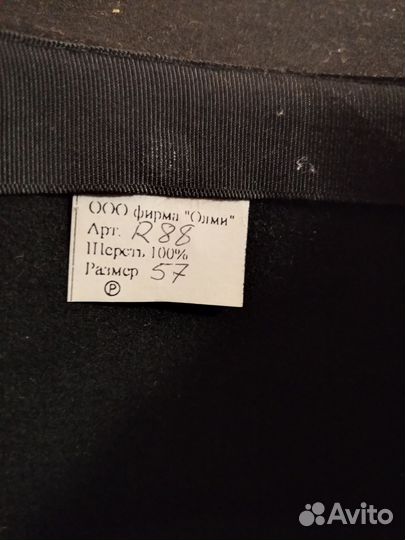 ООО фирма "Олми"
Арт. R88
Шерсть 100%
Размер 57
Ⓟ
Avito